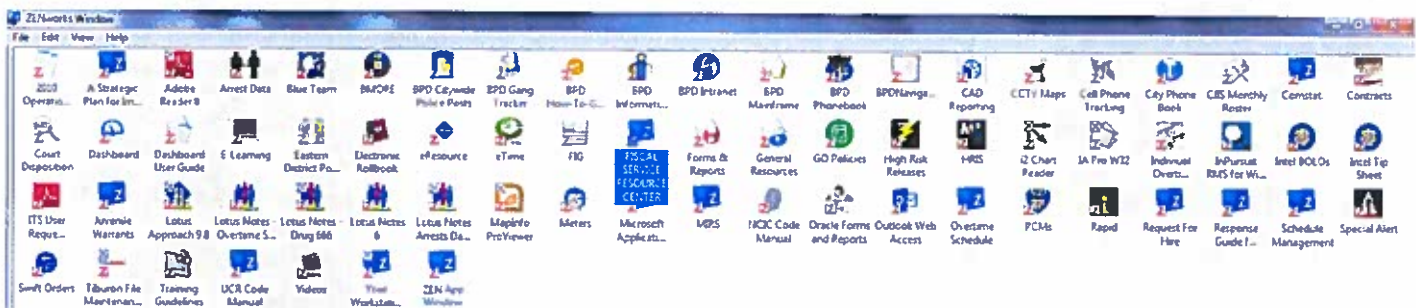 ZENworks Window
File Edit View Help
2010 Operatio...
A Strategic Plan for Im...
Adobe Reader 8
Arrest Data
Blue Team
BMORE
BPD Citywide Police Posts
BPD Gang Tracker
BPD How-To-G...
BPD Informati...
BPD Intranet
BPD Mainframe
BPD Phonebook
BPDNaviga...
CAD Reporting
CCTV Maps
Cell Phone Tracking
City Phone Book
CitiS Monthly Roster
Comstat
Contracts
Court Disposition
Dashboard
Dashboard User Guide
E Learning
Eastern District Po...
Electronic Rollbook
eResource
eTime
FIG
FISCAL SERVICE RESOURCE CENTER
Forms & Reports
General Resources
GO Policies
High Risk Releases
HRIS
i2 Chart Reader
IA Pro W32
Individual Overti...
InPursuit RMS for Wi...
Intel BOLOs
Intel Tip Sheet
ITS User Reque...
Juvenile Warrants
Lotus Approach 9.8
Lotus Notes - Overtime S...
Lotus Notes - Drug 666
Lotus Notes 6
Lotus Notes Arrests Da...
MapInfo ProViewer
Meters
Microsoft Applicati...
MIRS
NCIC Code Manual
Oracle Forms and Reports
Outlook Web Access
Overtime Schedule
PCMs
Rapid
Request For Hire
Response Guide f...
Schedule Management
Special Alert
Swift Orders
Tiburon File Maintenan...
Training Guidelines
UCR Code Manual
Videos
Your Workstati...
ZEN App Window